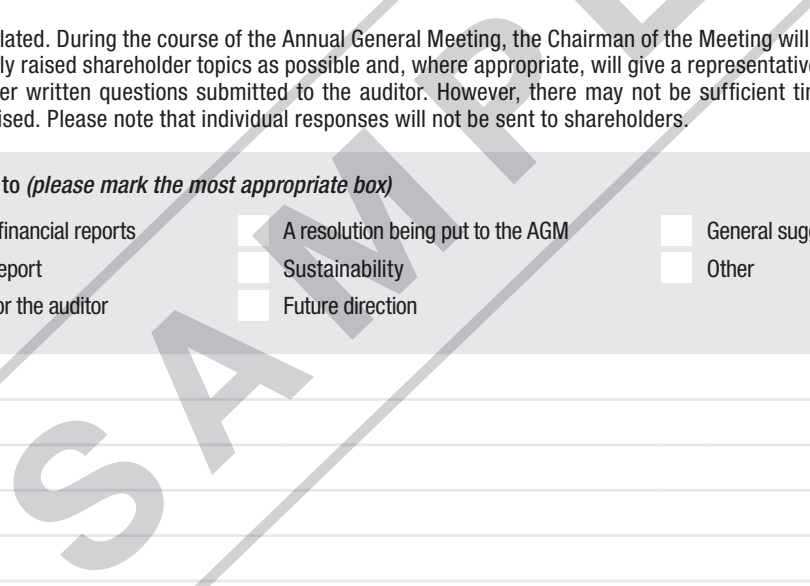 lated. During the course of the Annual General Meeting, the Chairman of the Meeting will
ly raised shareholder topics as possible and, where appropriate, will give a representative
er written questions submitted to the auditor. However, there may not be sufficient
ised. Please note that individual responses will not be sent to shareholders.
to (please mark the most appropriate box)
financial reports A resolution being put to the AGM General
eport Sustainability Other
or the auditor Future direction
SAMPLE